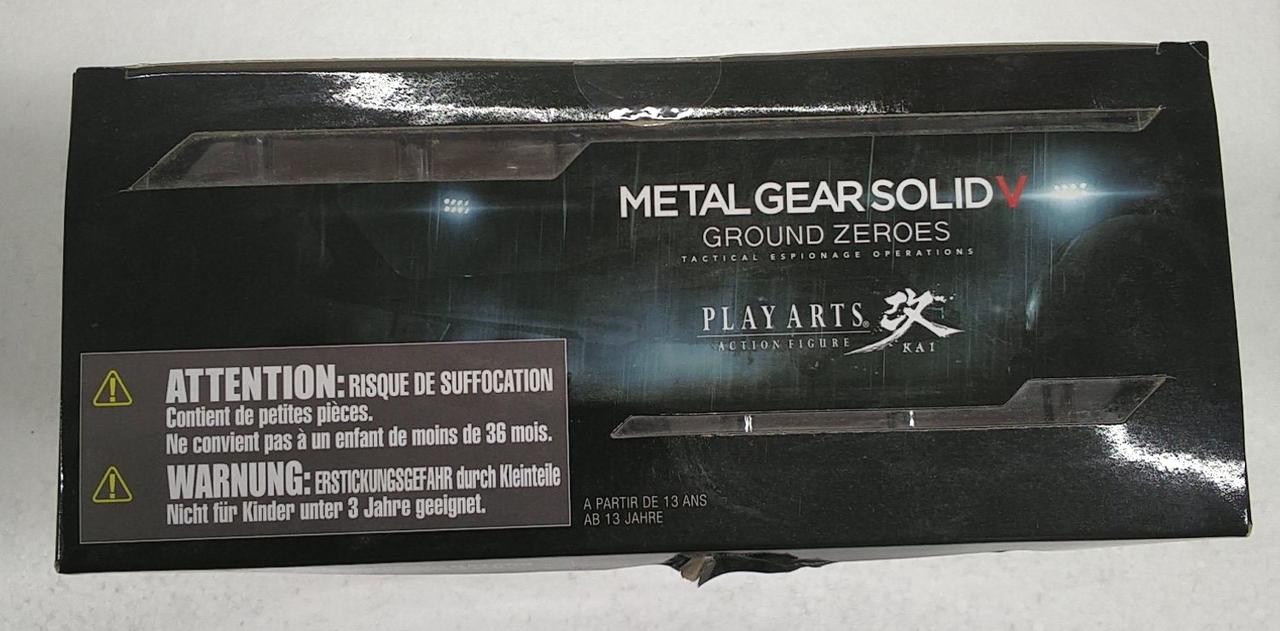 METAL GEAR SOLID V
GROUND ZEROES
TACTICAL ESPIONAGE OPERATIONS
PLAY ARTS® 改
ACTION FIGURE KAI
ATTENTION: RISQUE DE SUFFOCATION
Contient de petites pièces.
Ne convient pas à un enfant de moins de 36 mois.
WARNUNG: ERSTICKUNGSGEFAHR durch Kleinteile
Nicht für Kinder unter 3 Jahre geeignet.
A PARTIR DE 13 ANS
AB 13 JAHRE